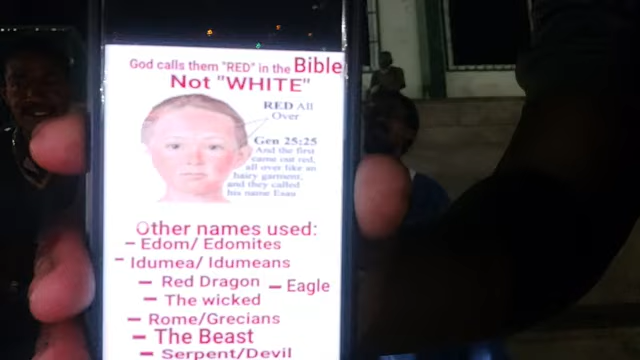 God calls them "RED" in the Bible
Not "WHITE"
RED All
Over
Gen 25:25
And the first
came out red,
all over like an
hairy garment,
and they called
his name Esau
Other names used:
– Edom/ Edomites
– Idumea/ Idumeans
– Red Dragon – Eagle
– The wicked
– Rome/Grecians
– The Beast
– Serpent/Devil